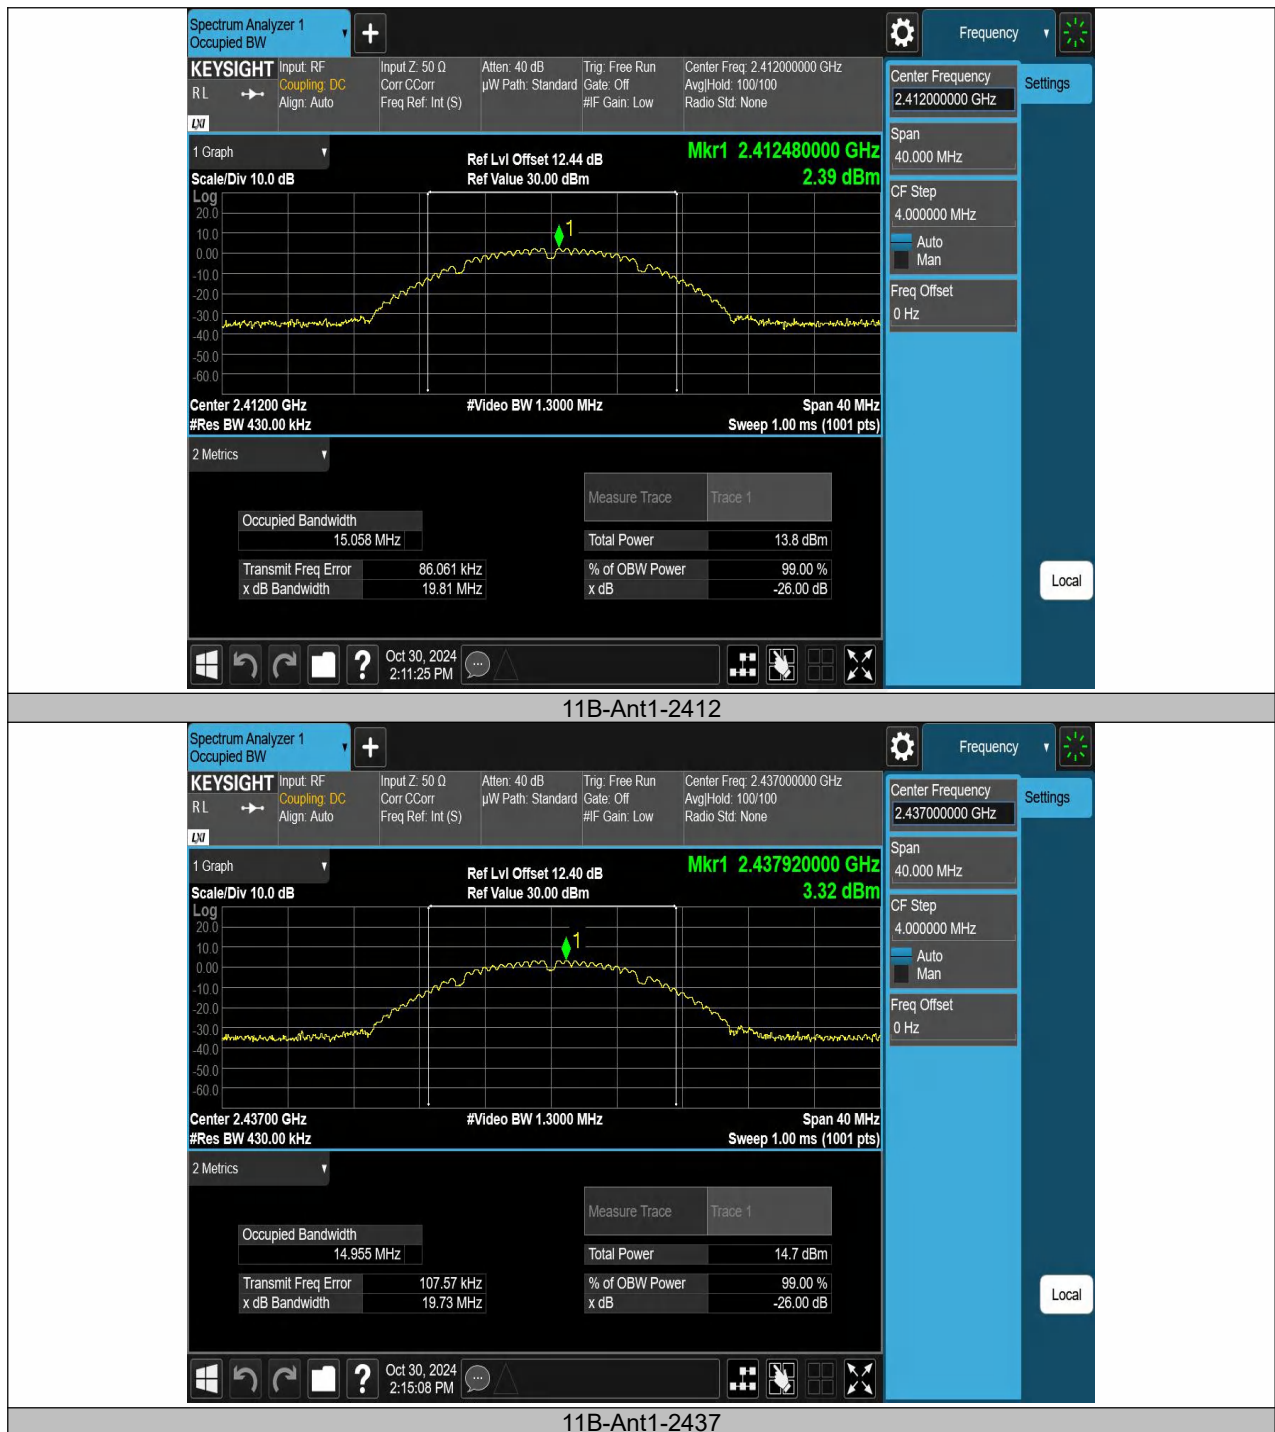 Spectrum Analyzer 1
Occupied BW
+
Frequency
KEYSIGHT
R L
LXI
Input: RF
Coupling: DC
Align: Auto
Input Z: 50 Ω
Corr CCorr
Freq Ref: Int (S)
Atten: 40 dB
µW Path: Standard
Trig: Free Run
Gate: Off
#IF Gain: Low
Center Freq: 2.412000000 GHz
Avg|Hold: 100/100
Radio Std: None
Center Frequency
2.412000000 GHz
Settings
Span
40.000 MHz
CF Step
4.000000 MHz
Auto
Man
Freq Offset
0 Hz
1 Graph
Scale/Div 10.0 dB
Ref Lvl Offset 12.44 dB
Ref Value 30.00 dBm
Mkr1 2.412480000 GHz
2.39 dBm
Log
20.0
10.0
0.00
-10.0
-20.0
-30.0
-40.0
-50.0
-60.0
1
Center 2.41200 GHz
#Res BW 430.00 kHz
#Video BW 1.3000 MHz
Span 40 MHz
Sweep 1.00 ms (1001 pts)
2 Metrics
Measure Trace Trace 1
Occupied Bandwidth
15.058 MHz
Total Power 13.8 dBm
Transmit Freq Error 86.061 kHz
% of OBW Power 99.00 %
x dB Bandwidth 19.81 MHz
x dB -26.00 dB
Local
?
Oct 30, 2024
2:11:25 PM
11B-Ant1-2412
Spectrum Analyzer 1
Occupied BW
+
Frequency
KEYSIGHT
R L
LXI
Input: RF
Coupling: DC
Align: Auto
Input Z: 50 Ω
Corr CCorr
Freq Ref: Int (S)
Atten: 40 dB
µW Path: Standard
Trig: Free Run
Gate: Off
#IF Gain: Low
Center Freq: 2.437000000 GHz
Avg|Hold: 100/100
Radio Std: None
Center Frequency
2.437000000 GHz
Settings
Span
40.000 MHz
CF Step
4.000000 MHz
Auto
Man
Freq Offset
0 Hz
1 Graph
Scale/Div 10.0 dB
Ref Lvl Offset 12.40 dB
Ref Value 30.00 dBm
Mkr1 2.437920000 GHz
3.32 dBm
Log
20.0
10.0
0.00
-10.0
-20.0
-30.0
-40.0
-50.0
-60.0
1
Center 2.43700 GHz
#Res BW 430.00 kHz
#Video BW 1.3000 MHz
Span 40 MHz
Sweep 1.00 ms (1001 pts)
2 Metrics
Measure Trace Trace 1
Occupied Bandwidth
14.955 MHz
Total Power 14.7 dBm
Transmit Freq Error 107.57 kHz
% of OBW Power 99.00 %
x dB Bandwidth 19.73 MHz
x dB -26.00 dB
Local
?
Oct 30, 2024
2:15:08 PM
11B-Ant1-2437